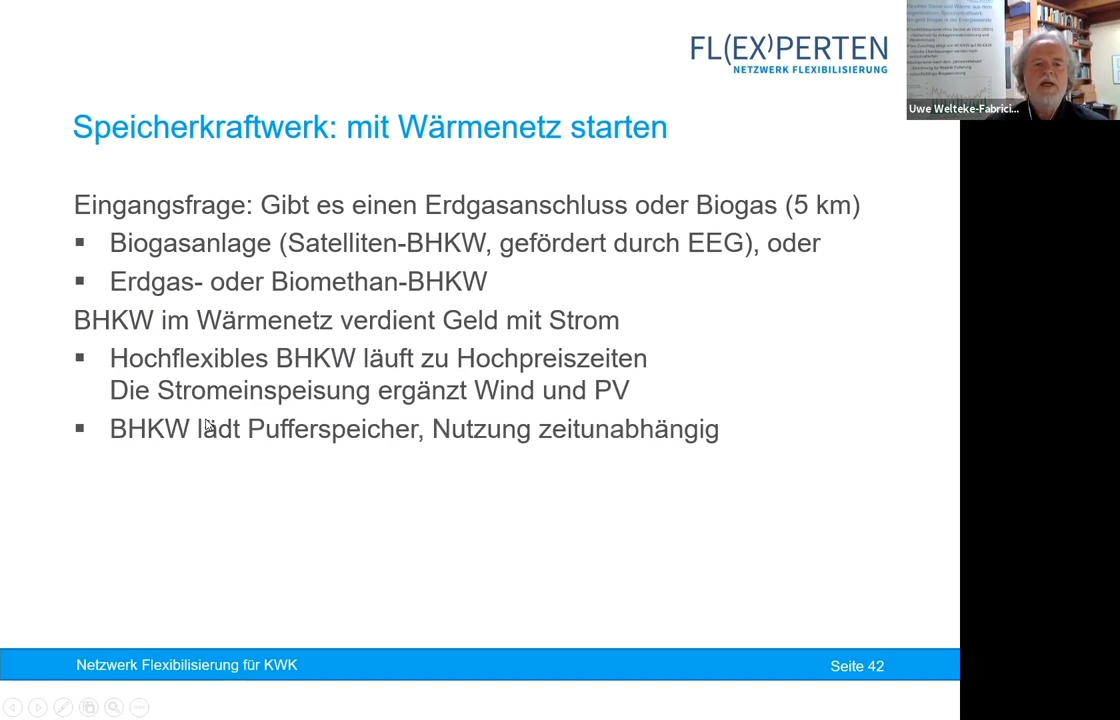 FL(EX)PERTEN
NETZWERK FLEXIBILISIERUNG
Uwe Welteke-Fabrici...
Speicherkraftwerk: mit Wärmenetz starten
Eingangsfrage: Gibt es einen Erdgasanschluss oder Biogas (5 km)
▪ Biogasanlage (Satelliten-BHKW, gefördert durch EEG), oder
▪ Erdgas- oder Biomethan-BHKW
BHKW im Wärmenetz verdient Geld mit Strom
▪ Hochflexibles BHKW läuft zu Hochpreiszeiten
Die Stromeinspeisung ergänzt Wind und PV
▪ BHKW lädt Pufferspeicher, Nutzung zeitunabhängig
Netzwerk Flexibilisierung für KWK
Seite 42